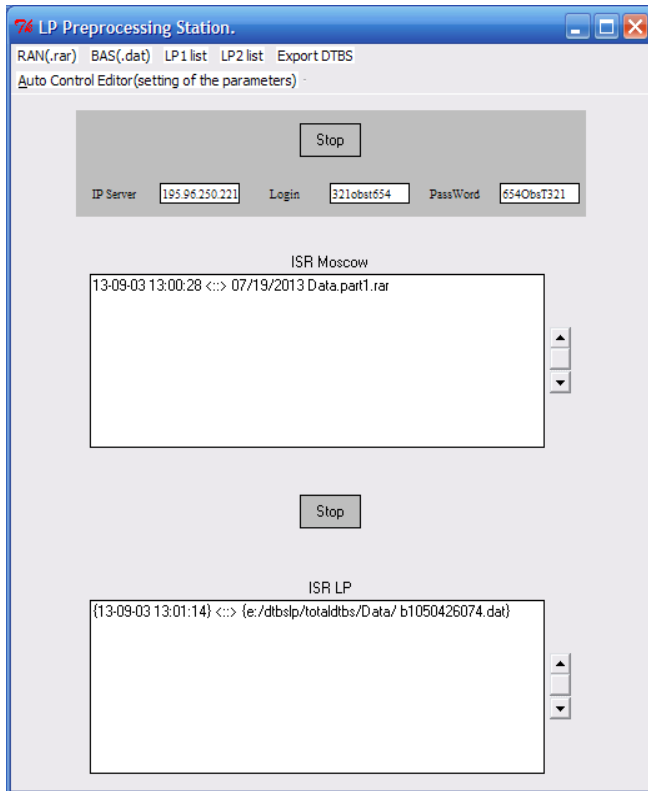 LP Preprocessing Station.
RAN(.rar) BAS(.dat) LP1 list LP2 list Export DTBS
Auto Control Editor(setting of the parameters)
Stop
IP Server 195.96.250.221 Login 321obst654 PassWord 654ObsT321
ISR Moscow
13-09-03 13:00:28 <::> 07/19/2013 Data.part1.rar
Stop
ISR LP
{13-09-03 13:01:14} <::> {e:/dtbslp/totaldtbs/Data/ b1050426074.dat}